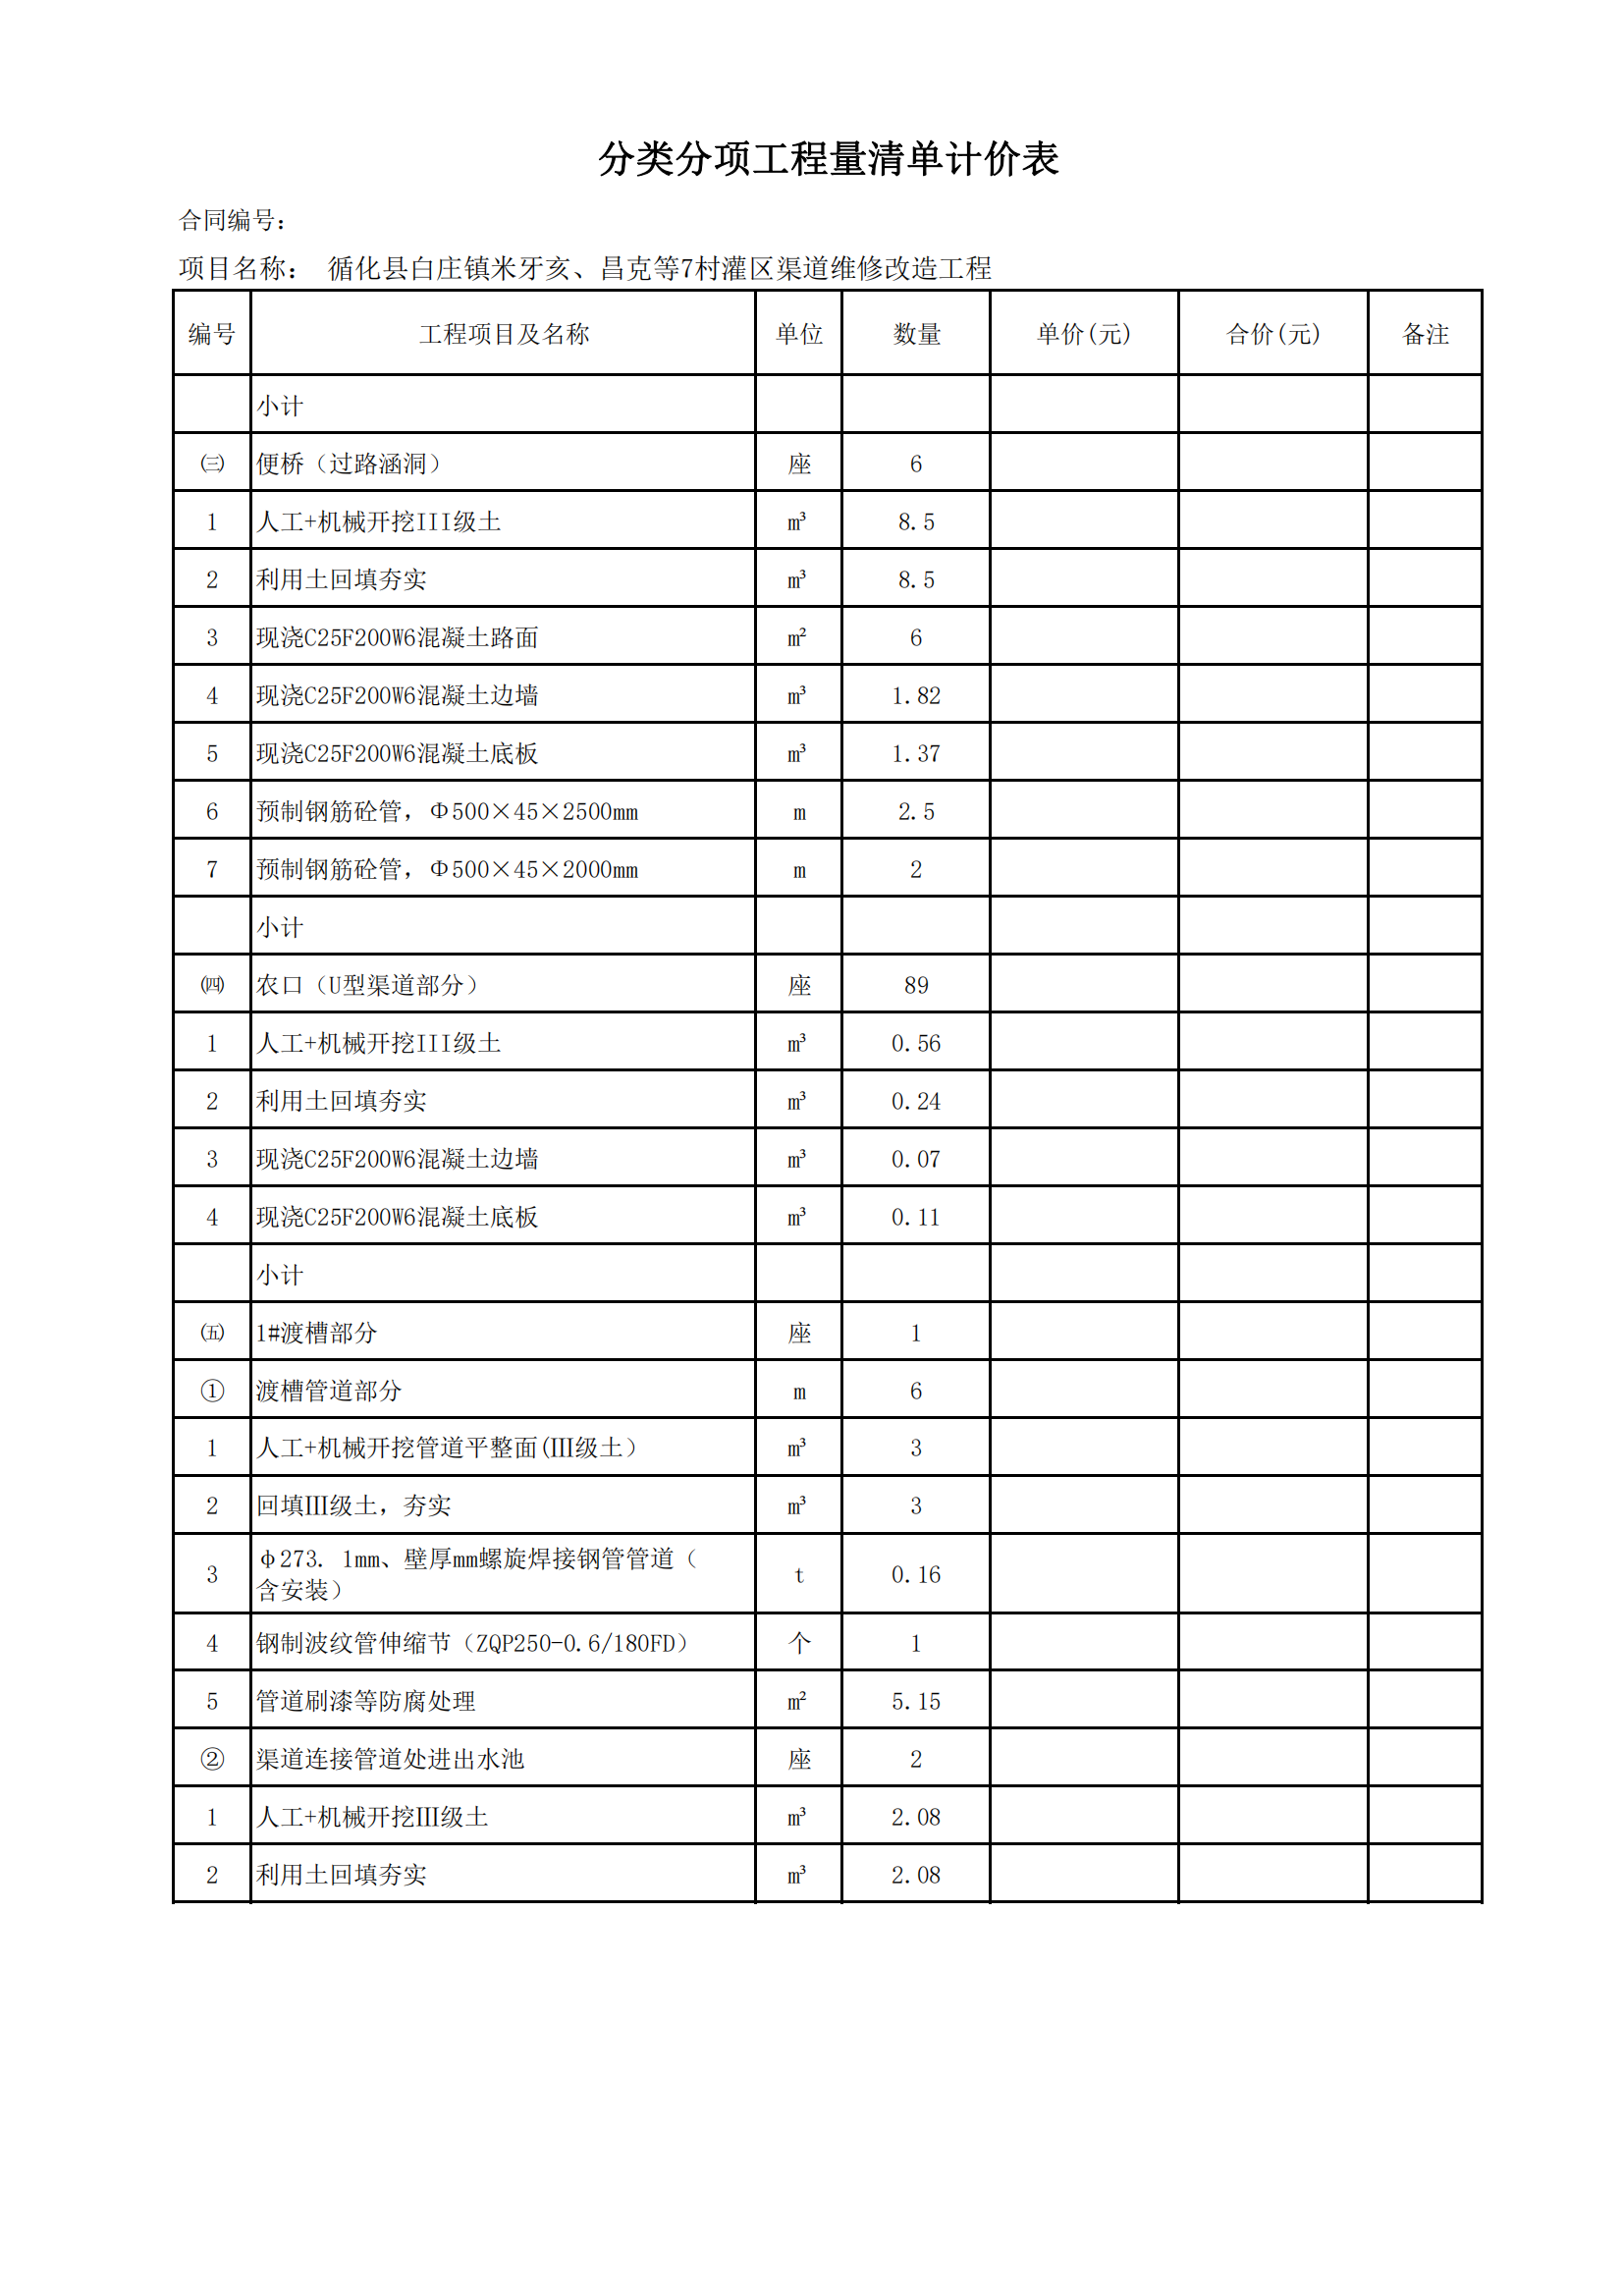 分类分项工程量清单计价表
合同编号：
项目名称： 循化县白庄镇米牙亥、昌克等7村灌区渠道维修改造工程
编号 工程项目及名称 单位 数量 单价(元) 合价(元) 备注
小计
㈢ 便桥（过路涵洞） 座 6
1 人工+机械开挖III级土 m³ 8.5
2 利用土回填夯实 m³ 8.5
3 现浇C25F200W6混凝土路面 m² 6
4 现浇C25F200W6混凝土边墙 m³ 1.82
5 现浇C25F200W6混凝土底板 m³ 1.37
6 预制钢筋砼管，Φ500×45×2500mm m 2.5
7 预制钢筋砼管，Φ500×45×2000mm m 2
小计
㈣ 农口（U型渠道部分） 座 89
1 人工+机械开挖III级土 m³ 0.56
2 利用土回填夯实 m³ 0.24
3 现浇C25F200W6混凝土边墙 m³ 0.07
4 现浇C25F200W6混凝土底板 m³ 0.11
小计
㈤ 1#渡槽部分 座 1
① 渡槽管道部分 m 6
1 人工+机械开挖管道平整面(Ⅲ级土） m³ 3
2 回填Ⅲ级土，夯实 m³ 3
3 φ273. 1mm、壁厚mm螺旋焊接钢管管道（ t 0.16
含安装）
4 钢制波纹管伸缩节（ZQP250-0.6/180FD） 个 1
5 管道刷漆等防腐处理 m² 5.15
② 渠道连接管道处进出水池 座 2
1 人工+机械开挖Ⅲ级土 m³ 2.08
2 利用土回填夯实 m³ 2.08